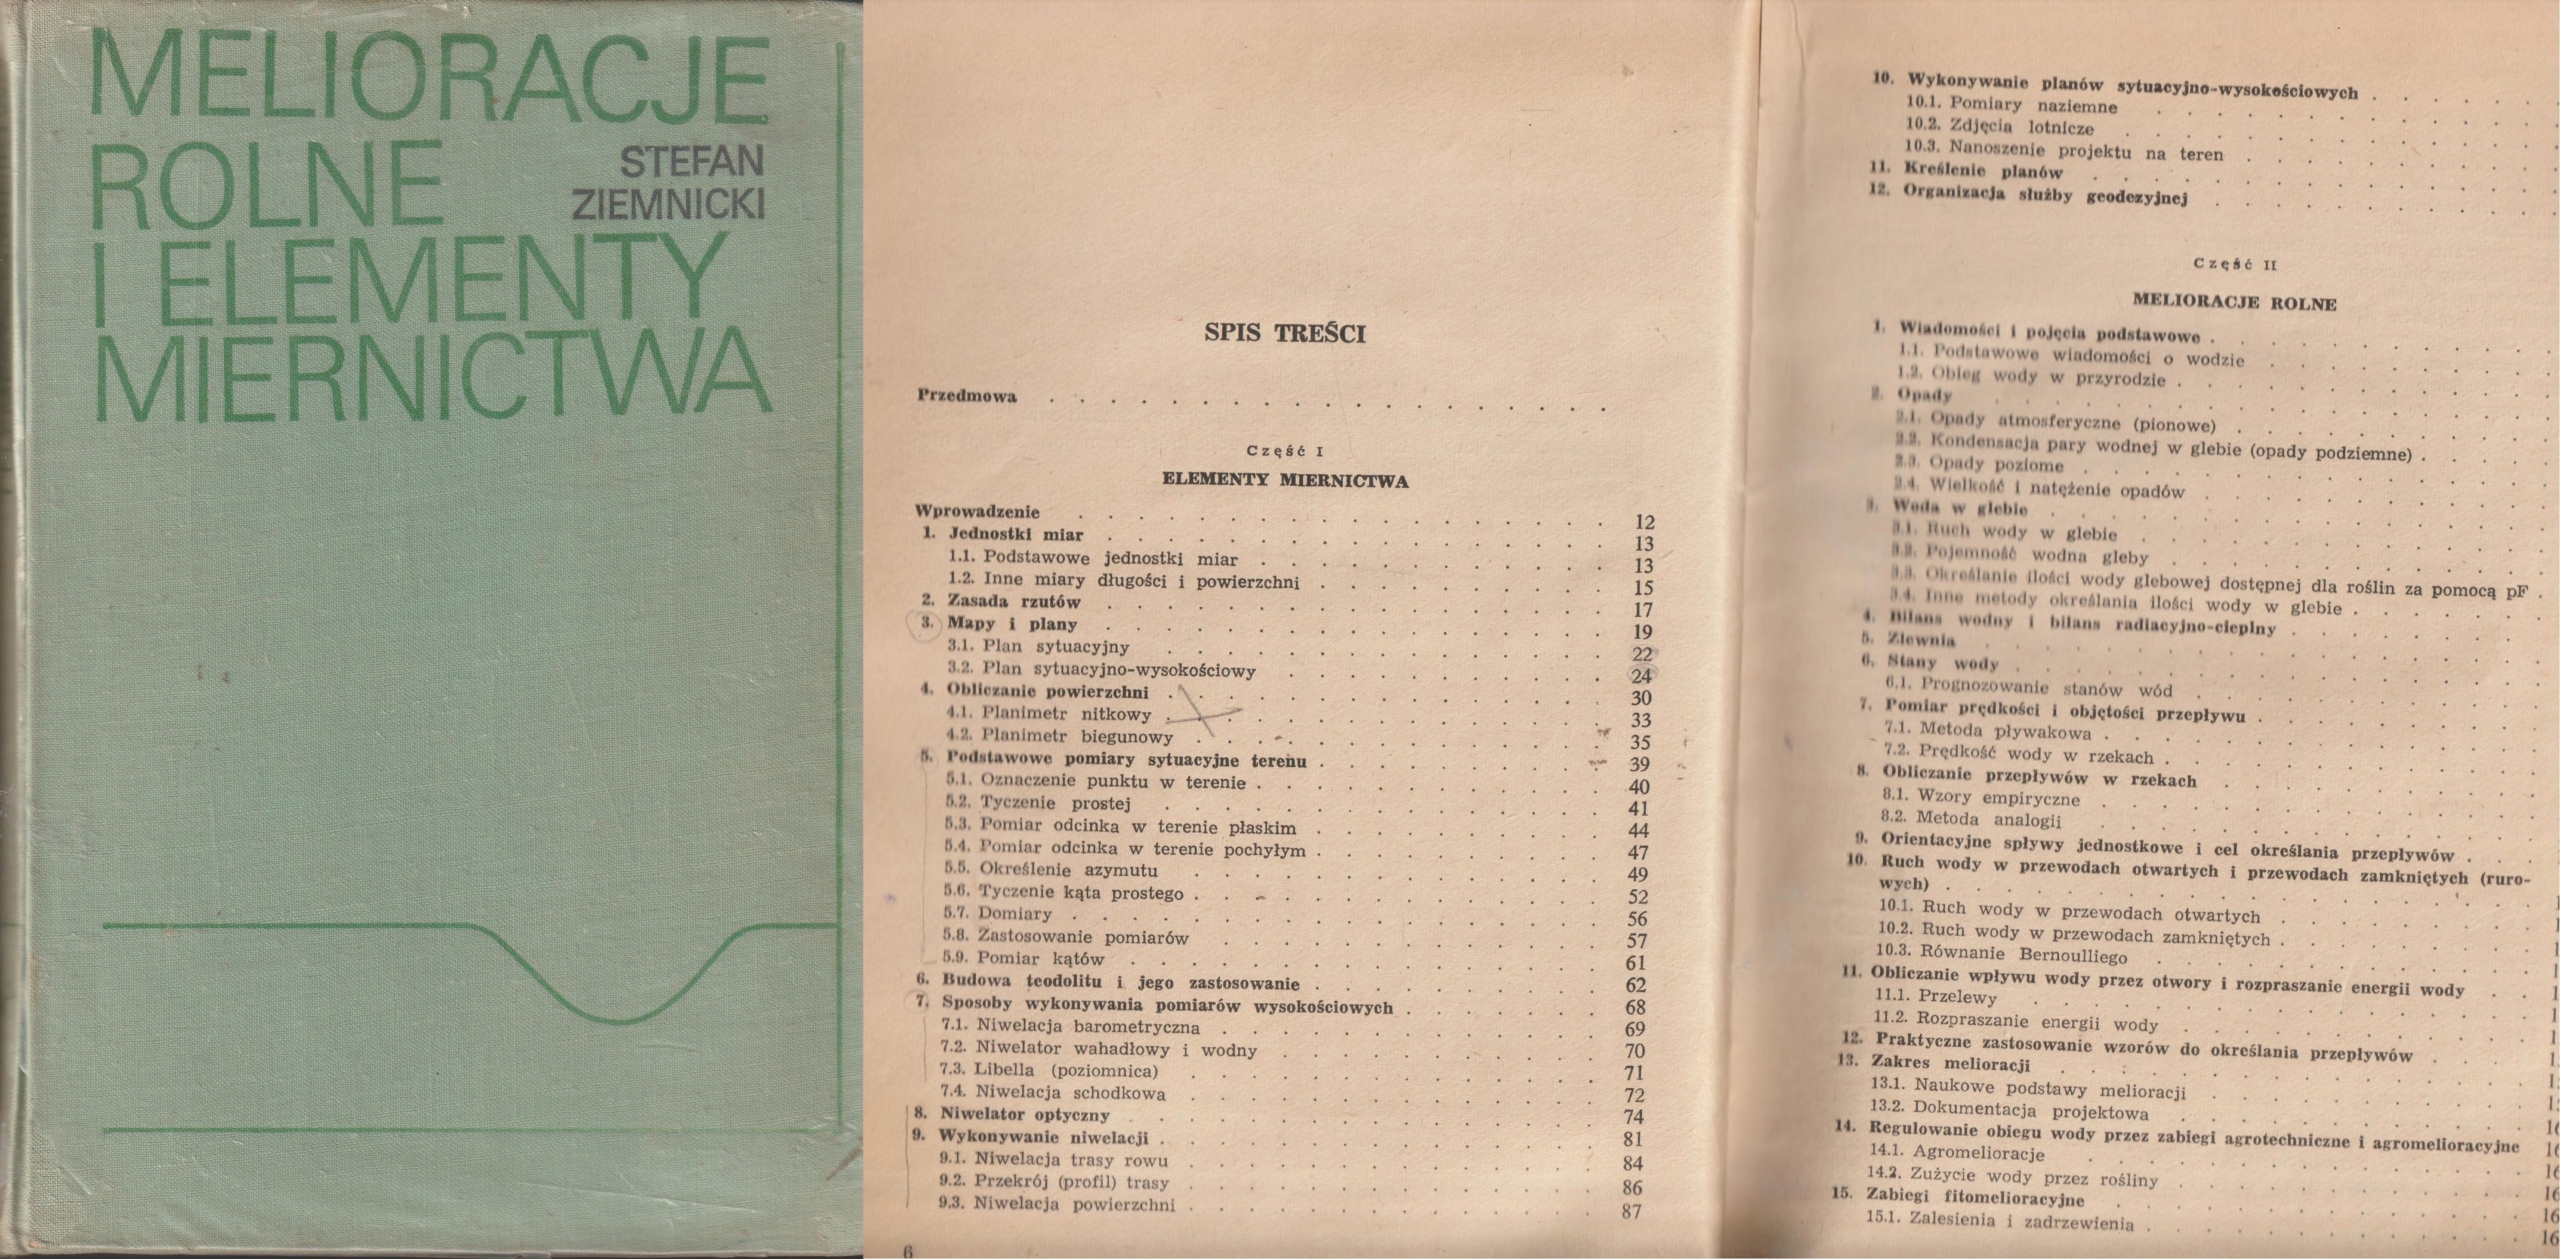 MELIORACJE
ROLNE
STEFAN
ZIEMNICKI
I ELEMENTY
MIERNICTWA
SPIS TREŚCI
Przedmowa
Część I
ELEMENTY MIERNICTWA
Wprowadzenie 12
1. Jednostki miar 13
1.1. Podstawowe jednostki miar 13
1.2. Inne miary długości i powierzchni 15
2. Zasada rzutów 17
3. Mapy i plany 19
3.1. Plan sytuacyjny 22
3.2. Plan sytuacyjno-wysokościowy 24
4. Obliczanie powierzchni 30
4.1. Planimetr nitkowy 33
4.2. Planimetr biegunowy 35
5. Podstawowe pomiary sytuacyjne terenu 39
5.1. Oznaczenie punktu w terenie 40
5.2. Tyczenie prostej 41
5.3. Pomiar odcinka w terenie płaskim 44
5.4. Pomiar odcinka w terenie pochyłym 47
5.5. Określenie azymutu 49
5.6. Tyczenie kąta prostego 52
5.7. Domiary 56
5.8. Zastosowanie pomiarów 57
5.9. Pomiar kątów 61
6. Budowa teodolitu i jego zastosowanie 62
7. Sposoby wykonywania pomiarów wysokościowych 68
7.1. Niwelacja barometryczna 69
7.2. Niwelator wahadłowy i wodny 70
7.3. Libella (poziomnica) 71
7.4. Niwelacja schodkowa 72
8. Niwelator optyczny 74
9. Wykonywanie niwelacji 81
9.1. Niwelacja trasy rowu 84
9.2. Przekrój (profil) trasy 86
9.3. Niwelacja powierzchni 87
6
10. Wykonywanie planów sytuacyjno-wysokościowych
10.1. Pomiary naziemne
10.2. Zdjęcia lotnicze
10.3. Nanoszenie projektu na teren
11. Kreślenie planów
12. Organizacja służby geodezyjnej
Część II
MELIORACJE ROLNE
1. Wiadomości i pojęcia podstawowe
1.1. Podstawowe wiadomości o wodzie
1.2. Obieg wody w przyrodzie
2. Opady
2.1. Opady atmosferyczne (pionowe)
2.2. Kondensacja pary wodnej w glebie (opady podziemne)
2.3. Opady poziome
2.4. Wielkość i natężenie opadów
3. Woda w glebie
3.1. Ruch wody w glebie
3.2. Pojemność wodna gleby
3.3. Określanie ilości wody glebowej dostępnej dla roślin za pomocą pF
3.4. Inne metody określania ilości wody w glebie
4. Bilans wodny i bilans radiacyjno-cieplny
5. Zlewnia
6. Stany wody
6.1. Prognozowanie stanów wód
7. Pomiar prędkości i objętości przepływu
7.1. Metoda pływakowa
7.2. Prędkość wody w rzekach
8. Obliczanie przepływów w rzekach
8.1. Wzory empiryczne
8.2. Metoda analogii
9. Orientacyjne spływy jednostkowe i cel określania przepływów
10. Ruch wody w przewodach otwartych i przewodach zamkniętych (ruro-
wych)
10.1. Ruch wody w przewodach otwartych
10.2. Ruch wody w przewodach zamkniętych
10.3. Równanie Bernoulliego
11. Obliczanie wpływu wody przez otwory i rozpraszanie energii wody
11.1. Przelewy
11.2. Rozpraszanie energii wody
12. Praktyczne zastosowanie wzorów do określania przepływów
13. Zakres melioracji
13.1. Naukowe podstawy melioracji
13.2. Dokumentacja projektowa
14. Regulowanie obiegu wody przez zabiegi agrotechniczne i agromelioracyjne
14.1. Agromelioracje
14.2. Zużycie wody przez rośliny
15. Zabiegi fitomelioracyjne
15.1. Zalesienia i zadrzewienia